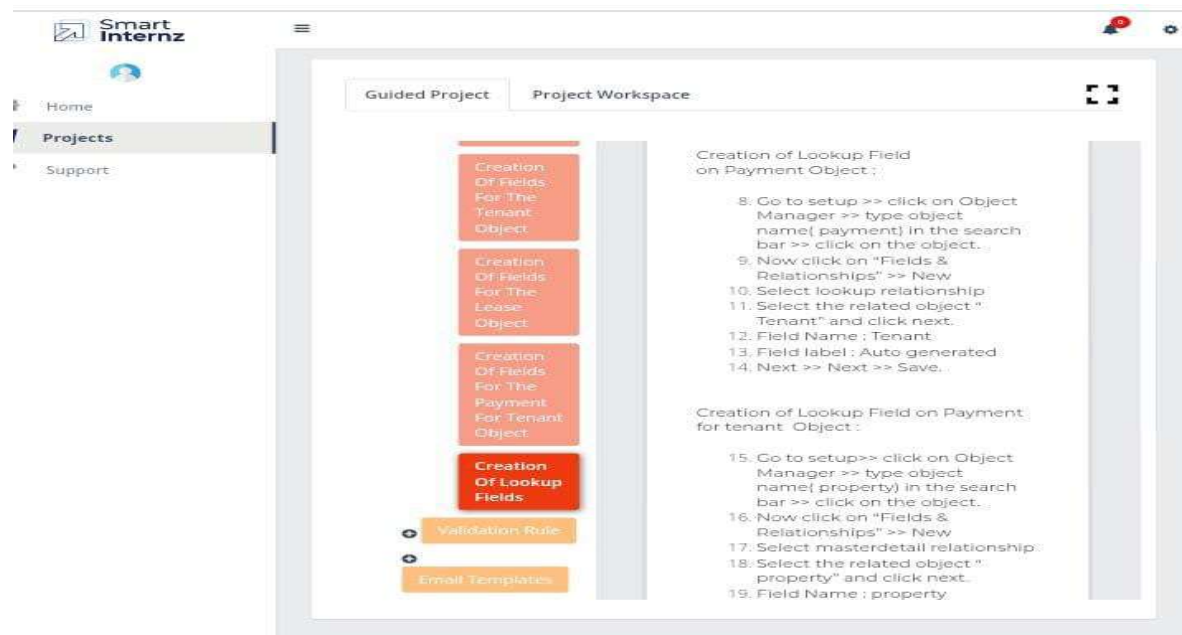 Smart
Internz
0
Home
Projects
Support
Guided Project
Project Workspace
Creation
Of Fields
For The
Tenant
Object
Creation
Of Fields
For The
Lease
Object
Creation
Of Fields
For The
Payment
For Tenant
Object
Creation
Of Lookup
Fields
Validation Rule
Email Templates
Creation of Lookup Field
on Payment Object :
8. Go to setup >> click on Object
Manager >> type object
name( payment) in the search
bar >> click on the object.
9. Now click on “Fields &
Relationships” >> New
10. Select lookup relationship
11. Select the related object “
Tenant” and click next.
12. Field Name : Tenant
13. Field label : Auto generated
14. Next >> Next >> Save.
Creation of Lookup Field on Payment
for tenant Object :
15. Go to setup>> click on Object
Manager >> type object
name( property) in the search
bar >> click on the object.
16. Now click on “Fields &
Relationships” >> New
17. Select masterdetail relationship
18. Select the related object “
property” and click next.
19. Field Name : property